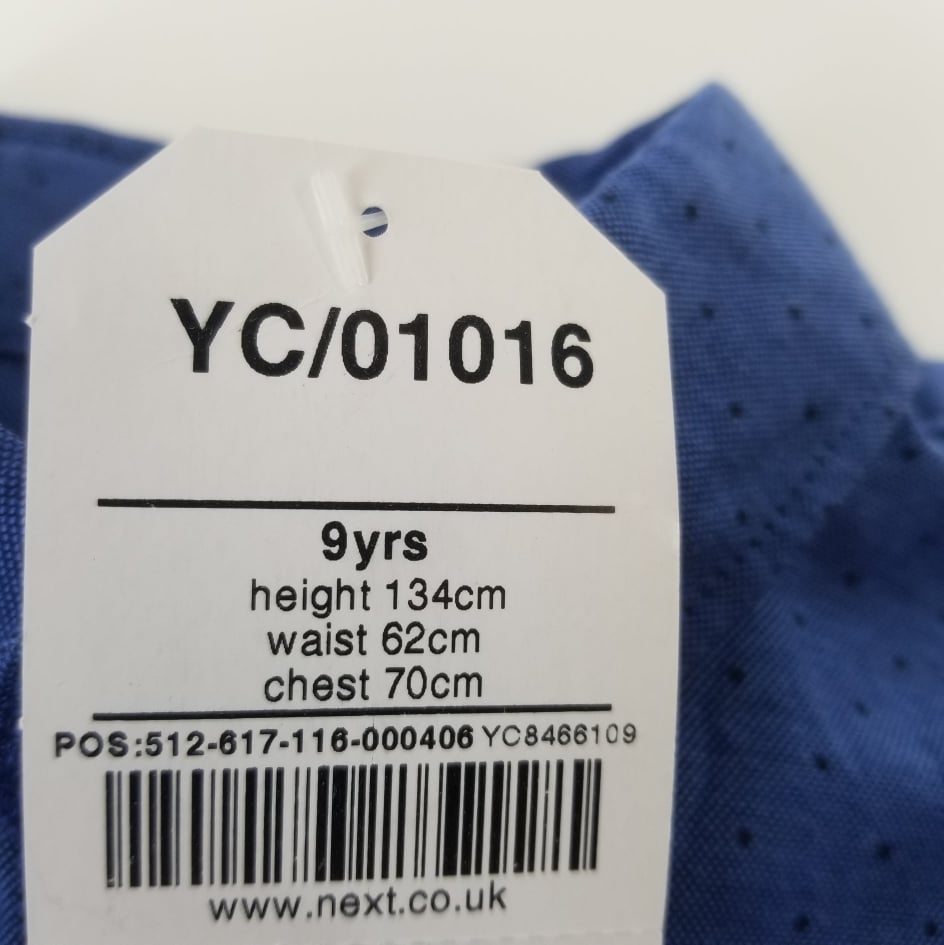 YC/01016
9yrs
height 134cm
waist 62cm
chest 70cm
POS:512-617-116-000406 YC8466109
www.next.co.uk